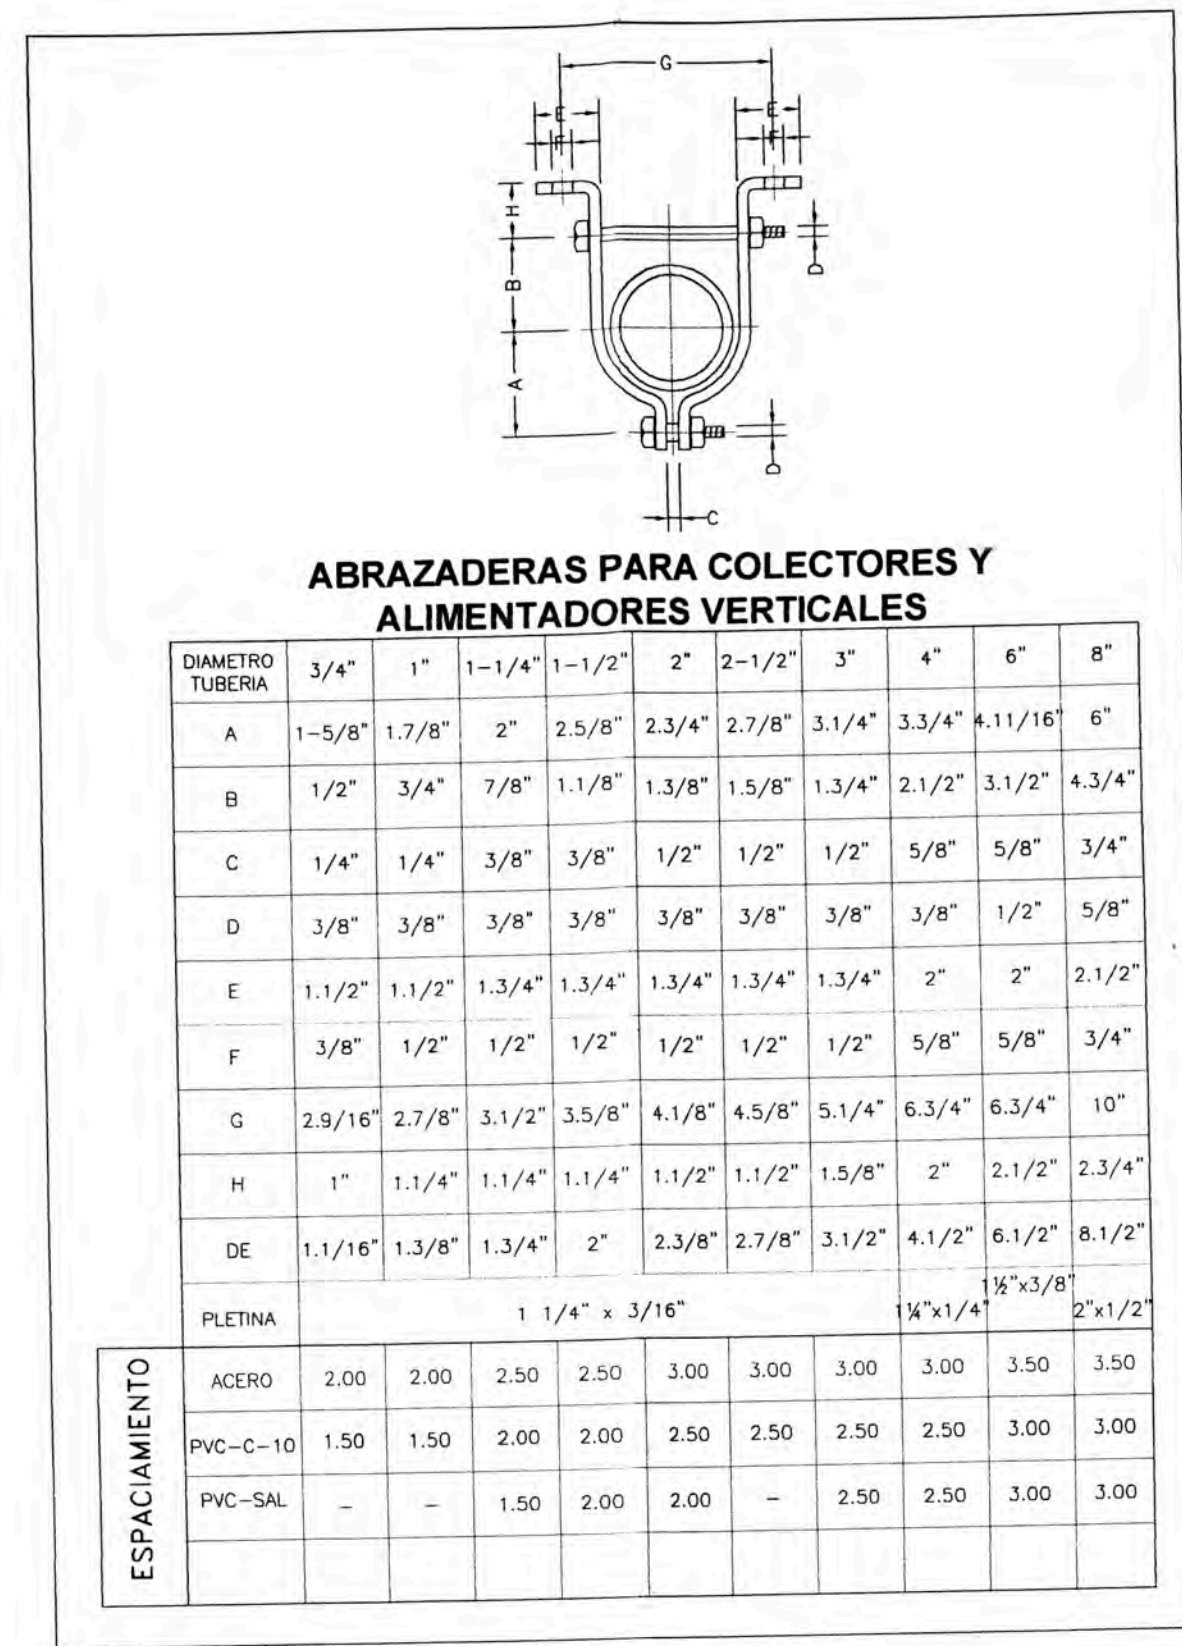 G
E E
F F
H
B
D
A
D
C
ABRAZADERAS PARA COLECTORES Y
ALIMENTADORES VERTICALES
DIAMETRO TUBERIA 3/4" 1" 1-1/4" 1-1/2" 2" 2-1/2" 3" 4" 6" 8"
A 1-5/8" 1.7/8" 2" 2.5/8" 2.3/4" 2.7/8" 3.1/4" 3.3/4" 4.11/16" 6"
B 1/2" 3/4" 7/8" 1.1/8" 1.3/8" 1.5/8" 1.3/4" 2.1/2" 3.1/2" 4.3/4"
C 1/4" 1/4" 3/8" 3/8" 1/2" 1/2" 1/2" 5/8" 5/8" 3/4"
D 3/8" 3/8" 3/8" 3/8" 3/8" 3/8" 3/8" 3/8" 1/2" 5/8"
E 1.1/2" 1.1/2" 1.3/4" 1.3/4" 1.3/4" 1.3/4" 1.3/4" 2" 2" 2.1/2"
F 3/8" 1/2" 1/2" 1/2" 1/2" 1/2" 1/2" 5/8" 5/8" 3/4"
G 2.9/16" 2.7/8" 3.1/2" 3.5/8" 4.1/8" 4.5/8" 5.1/4" 6.3/4" 6.3/4" 10"
H 1" 1.1/4" 1.1/4" 1.1/4" 1.1/2" 1.1/2" 1.5/8" 2" 2.1/2" 2.3/4"
DE 1.1/16" 1.3/8" 1.3/4" 2" 2.3/8" 2.7/8" 3.1/2" 4.1/2" 6.1/2" 8.1/2"
PLETINA 1 1/4" x 3/16" 1¼"x1/4" 1½"x3/8" 2"x1/2"
ESPACIAMIENTO
ACERO 2.00 2.00 2.50 2.50 3.00 3.00 3.00 3.00 3.50 3.50
PVC-C-10 1.50 1.50 2.00 2.00 2.50 2.50 2.50 2.50 3.00 3.00
PVC-SAL - - 1.50 2.00 2.00 - 2.50 2.50 3.00 3.00